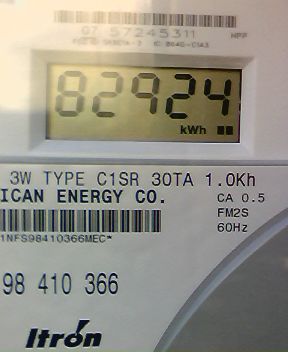 07 57245311
82924
kWh
3W TYPE C1SR 30TA 1.0Kh
ICAN ENERGY CO.
CA 0.5
FM2S
60Hz
1NFS98410366MEC*
98 410 366
Itron